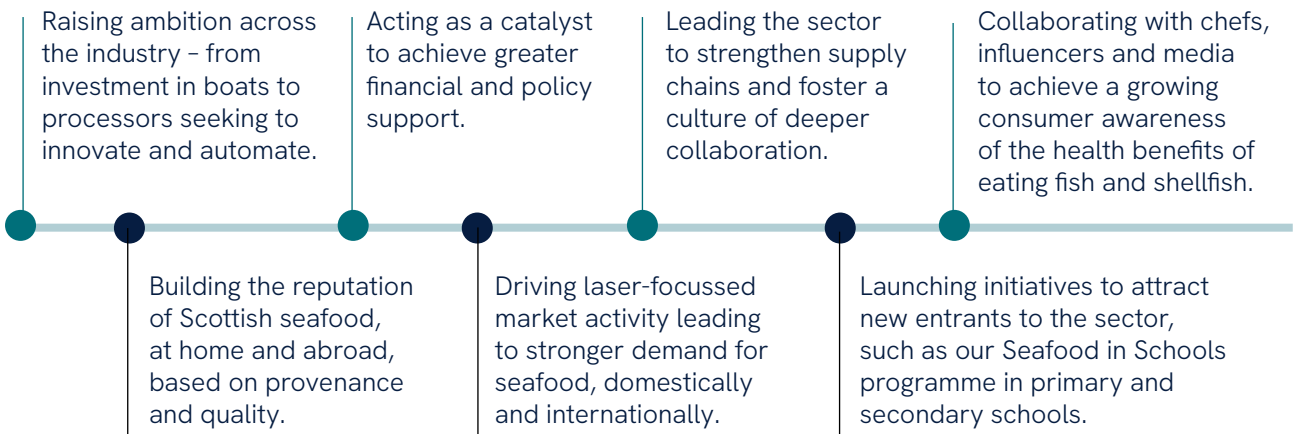 Raising ambition across
the industry – from
investment in boats to
processors seeking to
innovate and automate.
Acting as a catalyst
to achieve greater
financial and policy
support.
Leading the sector
to strengthen supply
chains and foster a
culture of deeper
collaboration.
Collaborating with chefs,
influencers and media
to achieve a growing
consumer awareness
of the health benefits of
eating fish and shellfish.
Building the reputation
of Scottish seafood,
at home and abroad,
based on provenance
and quality.
Driving laser-focussed
market activity leading
to stronger demand for
seafood, domestically
and internationally.
Launching initiatives to attract
new entrants to the sector,
such as our Seafood in Schools
programme in primary and
secondary schools.